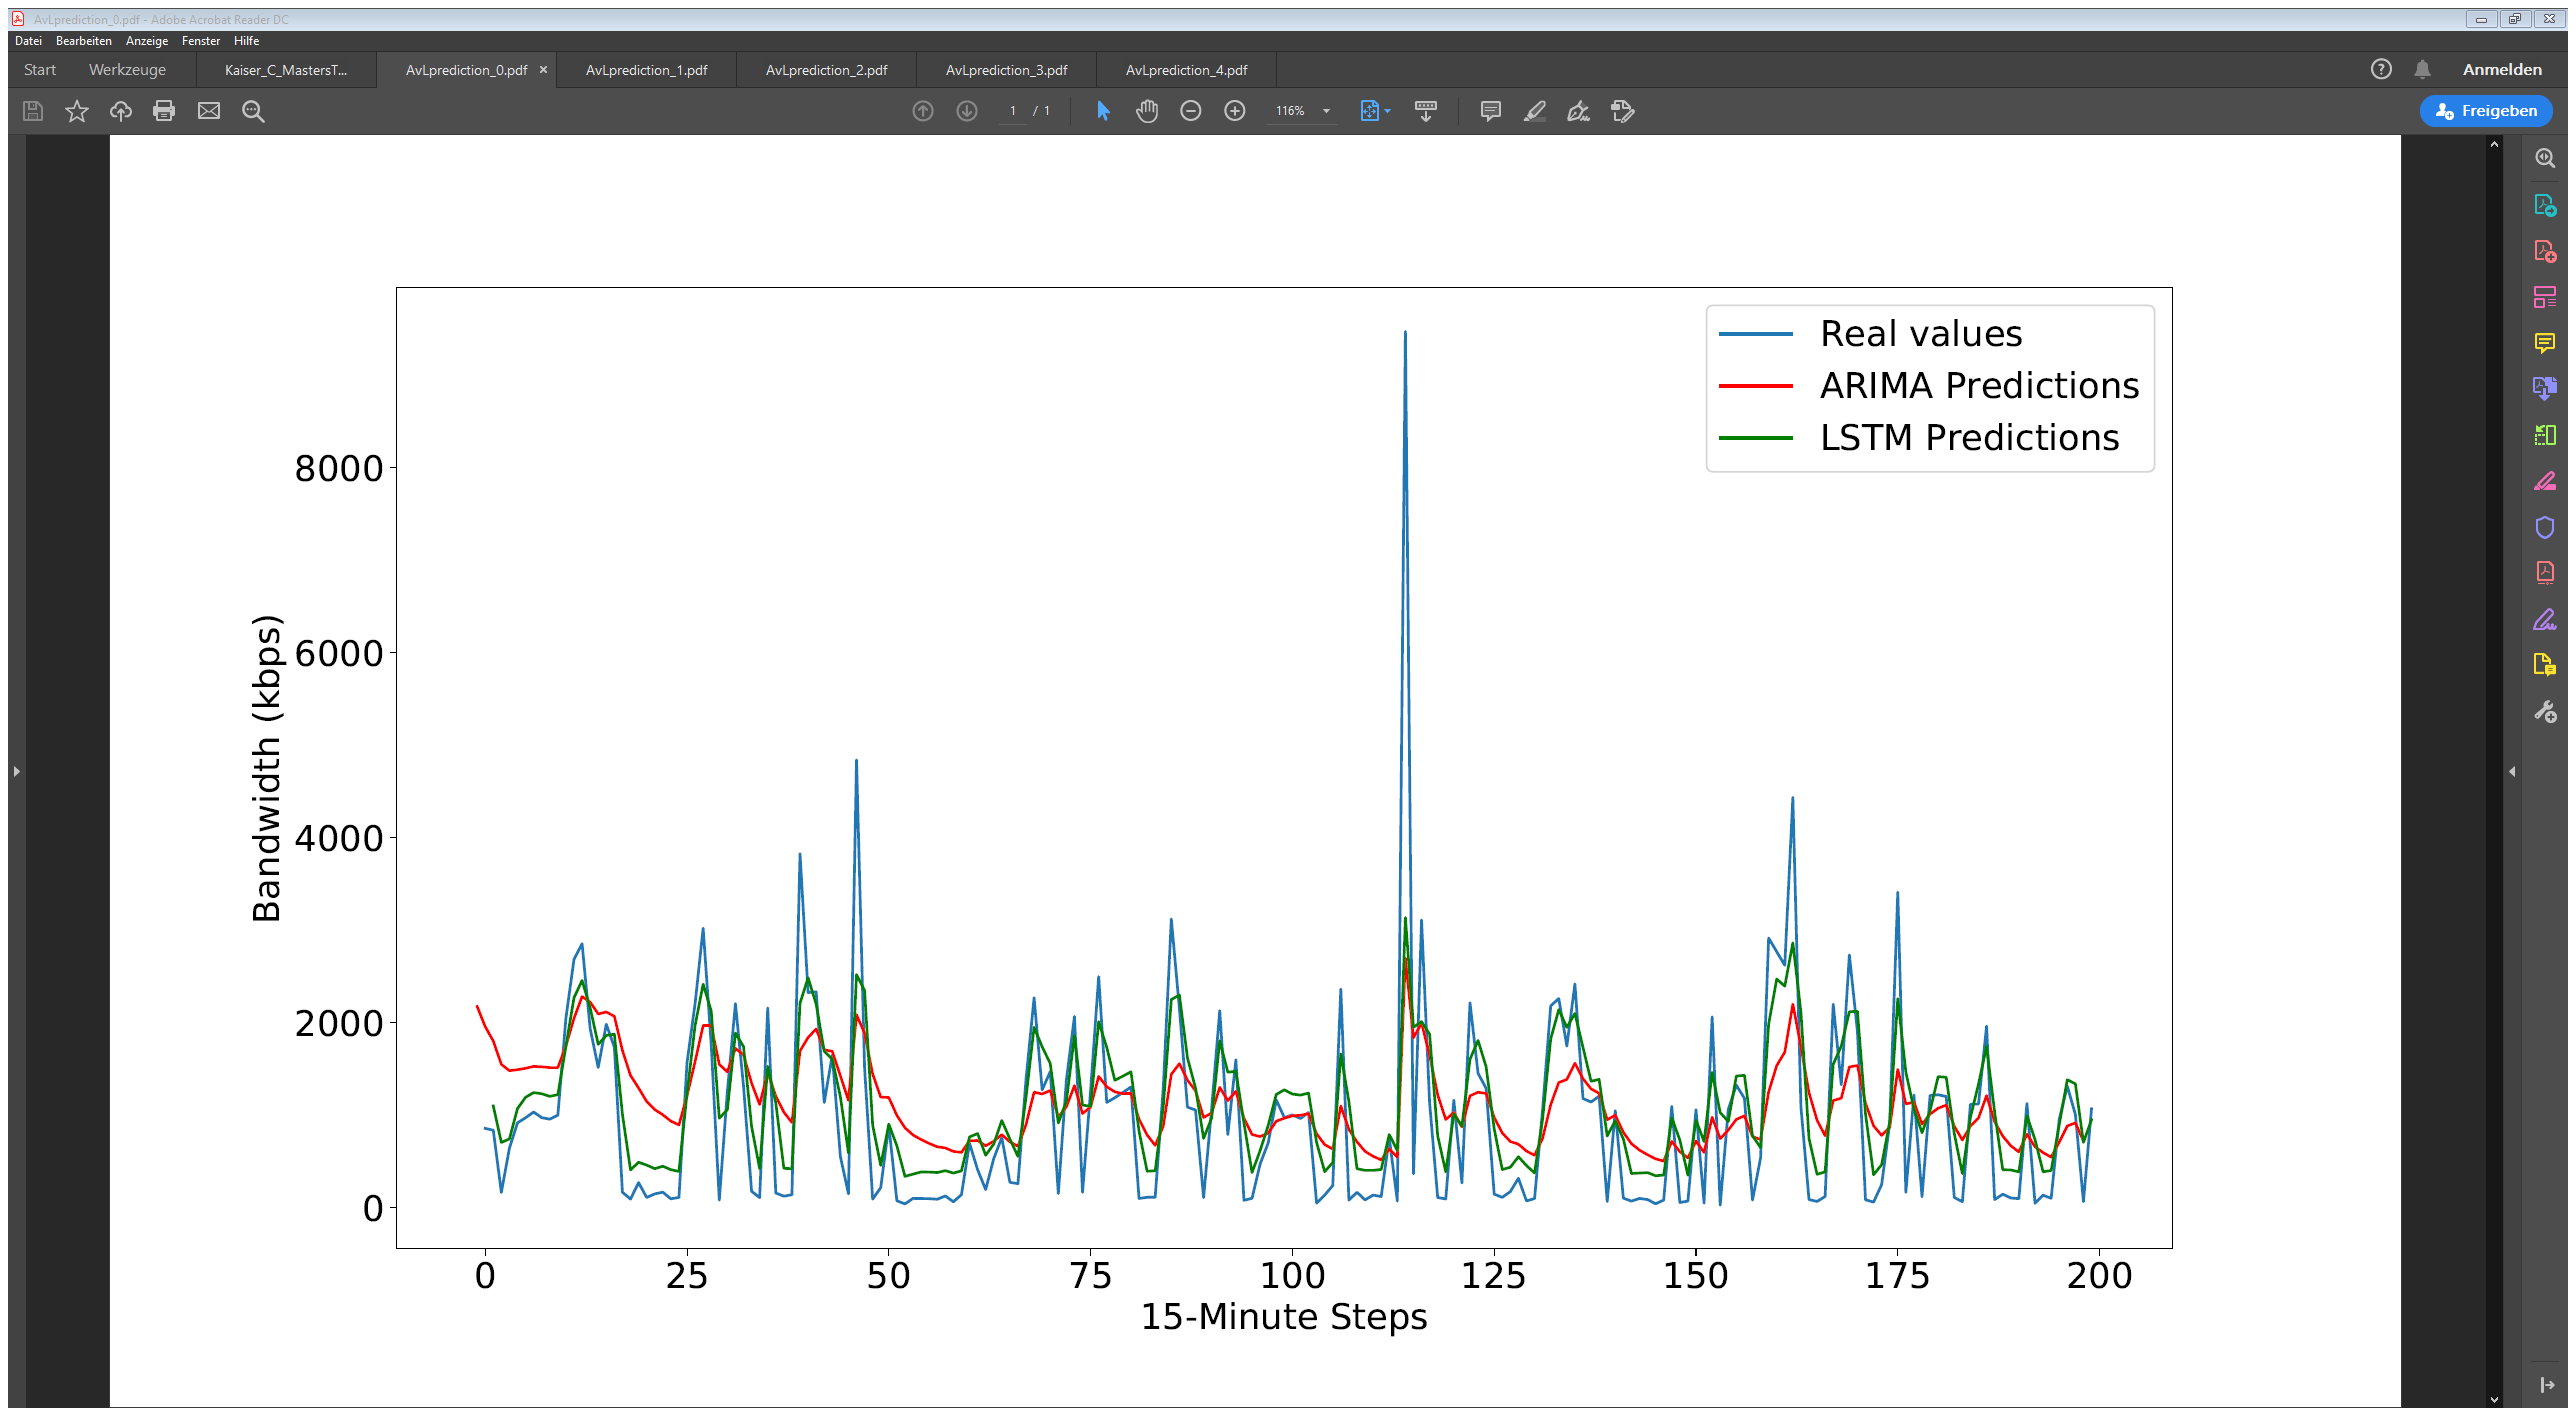 AvLprediction_0.pdf - Adobe Acrobat Reader DC
Datei Bearbeiten Anzeige Fenster Hilfe
Start Werkzeuge Kaiser_C_MastersT... AvLprediction_0.pdf AvLprediction_1.pdf AvLprediction_2.pdf AvLprediction_3.pdf AvLprediction_4.pdf Anmelden
1 / 1 116% Freigeben
Real values
ARIMA Predictions
LSTM Predictions
8000
6000
4000
2000
0
Bandwidth (kbps)
0 25 50 75 100 125 150 175 200
15-Minute Steps